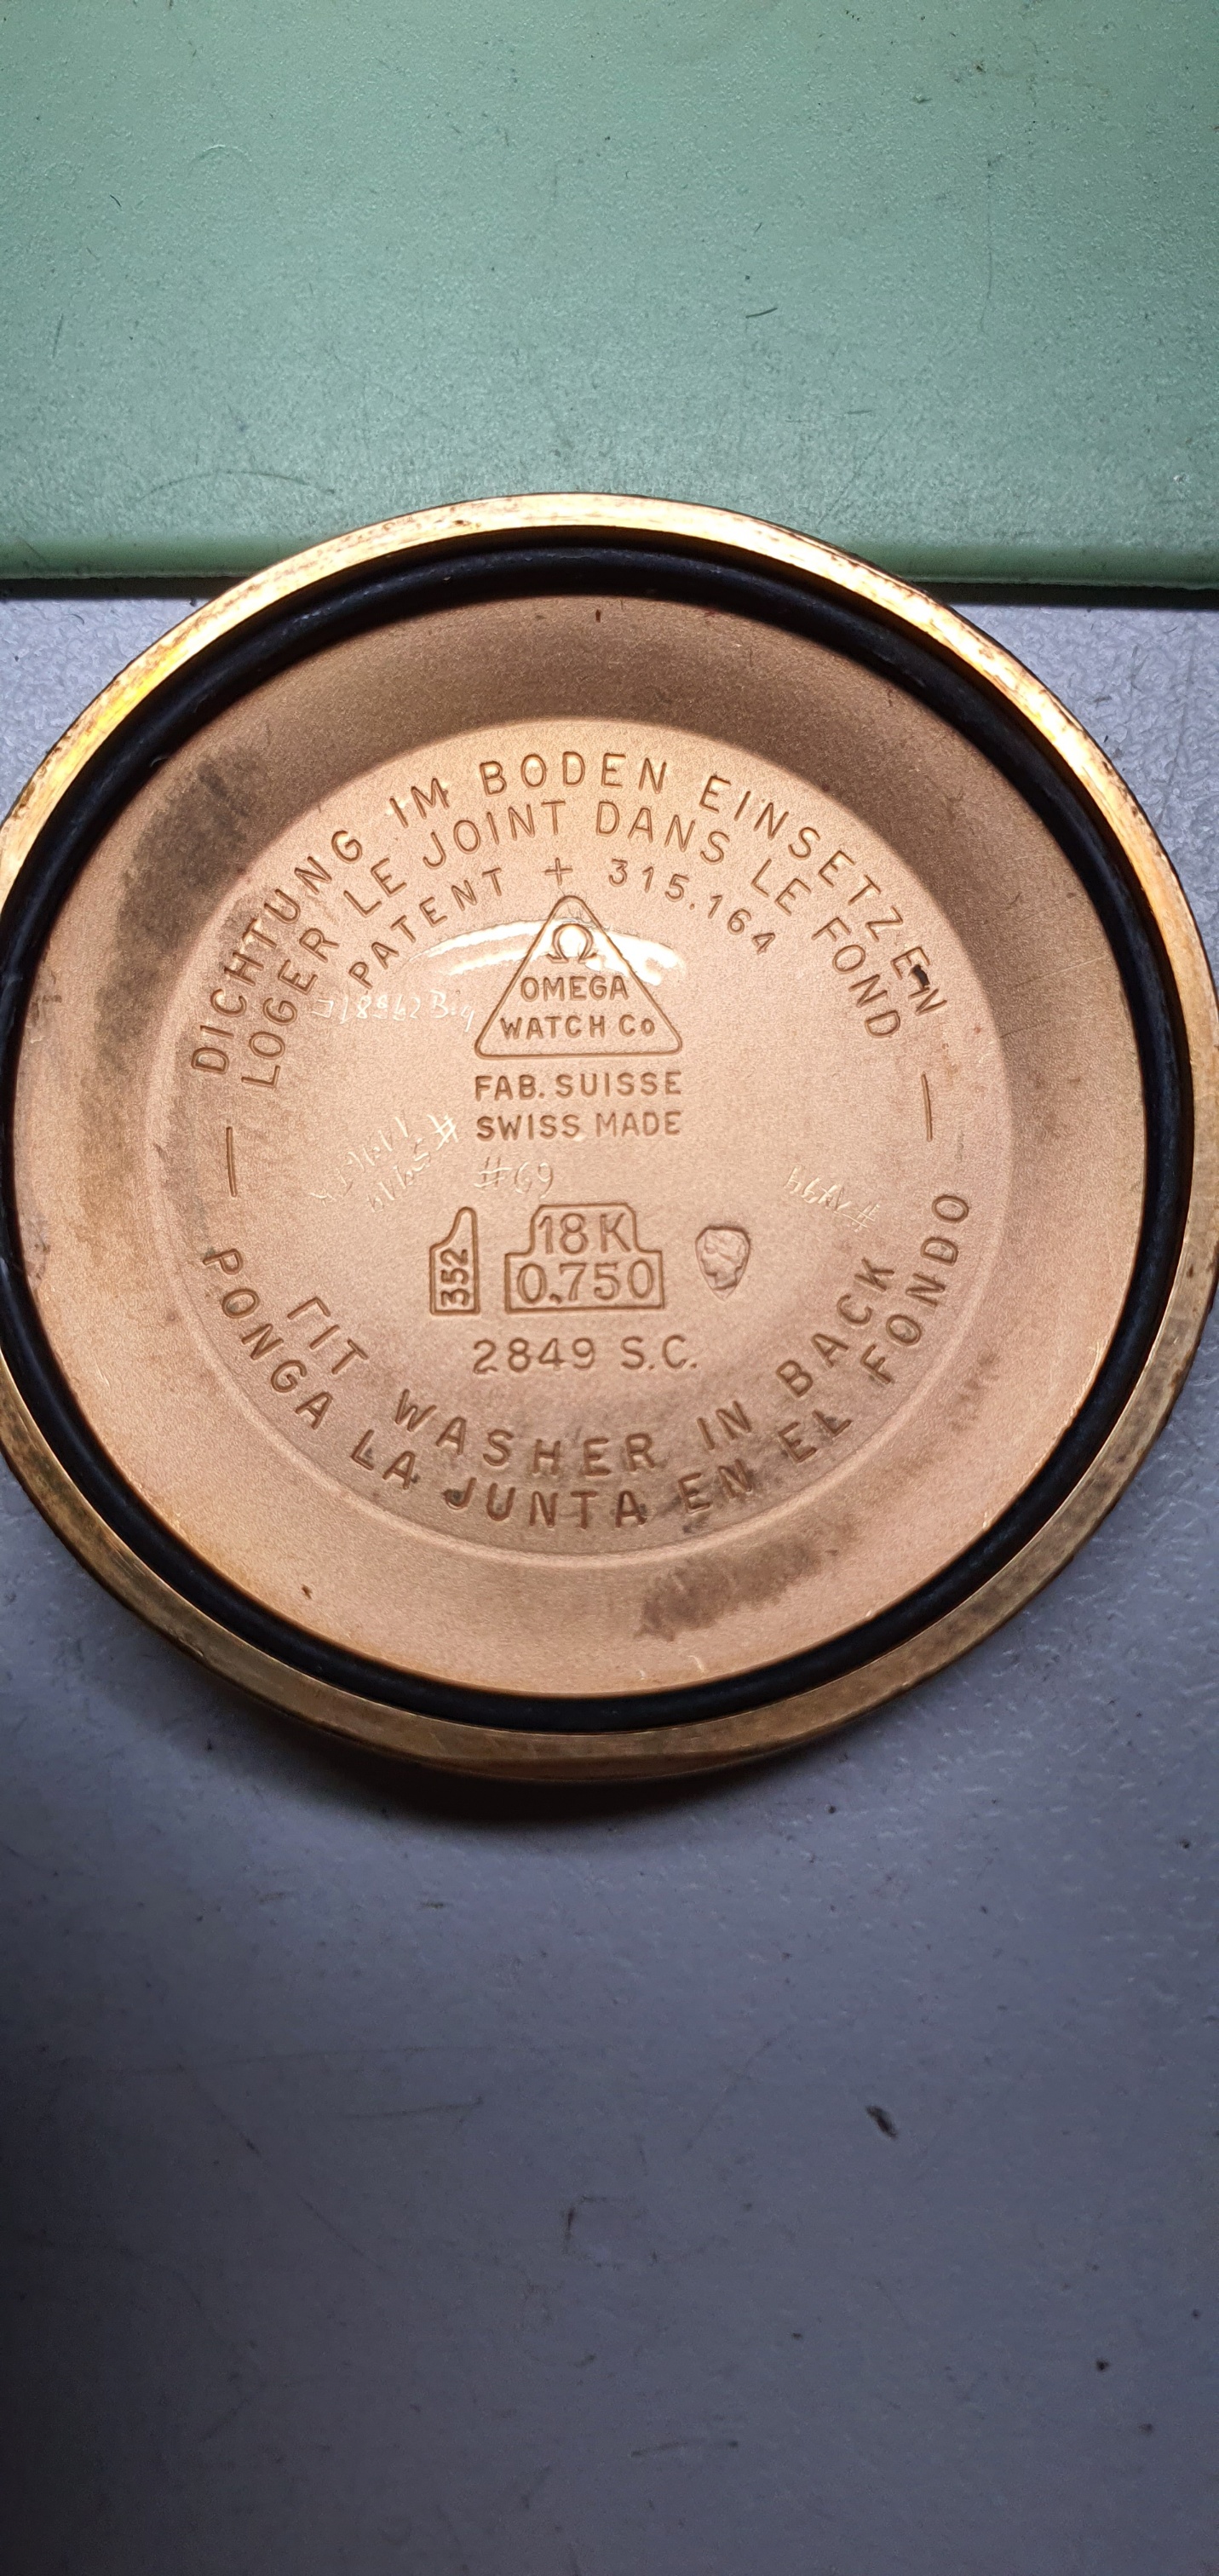 DICHTUNG IM BODEN EINSETZEN
LOGER LE JOINT DANS LE FOND
PATENT + 315.164
Ω
OMEGA
WATCH Co
FAB. SUISSE
SWISS MADE
#69
352
18K
0,750
2849 S.C.
FIT WASHER IN BACK
PONGA LA JUNTA EN EL FONDO